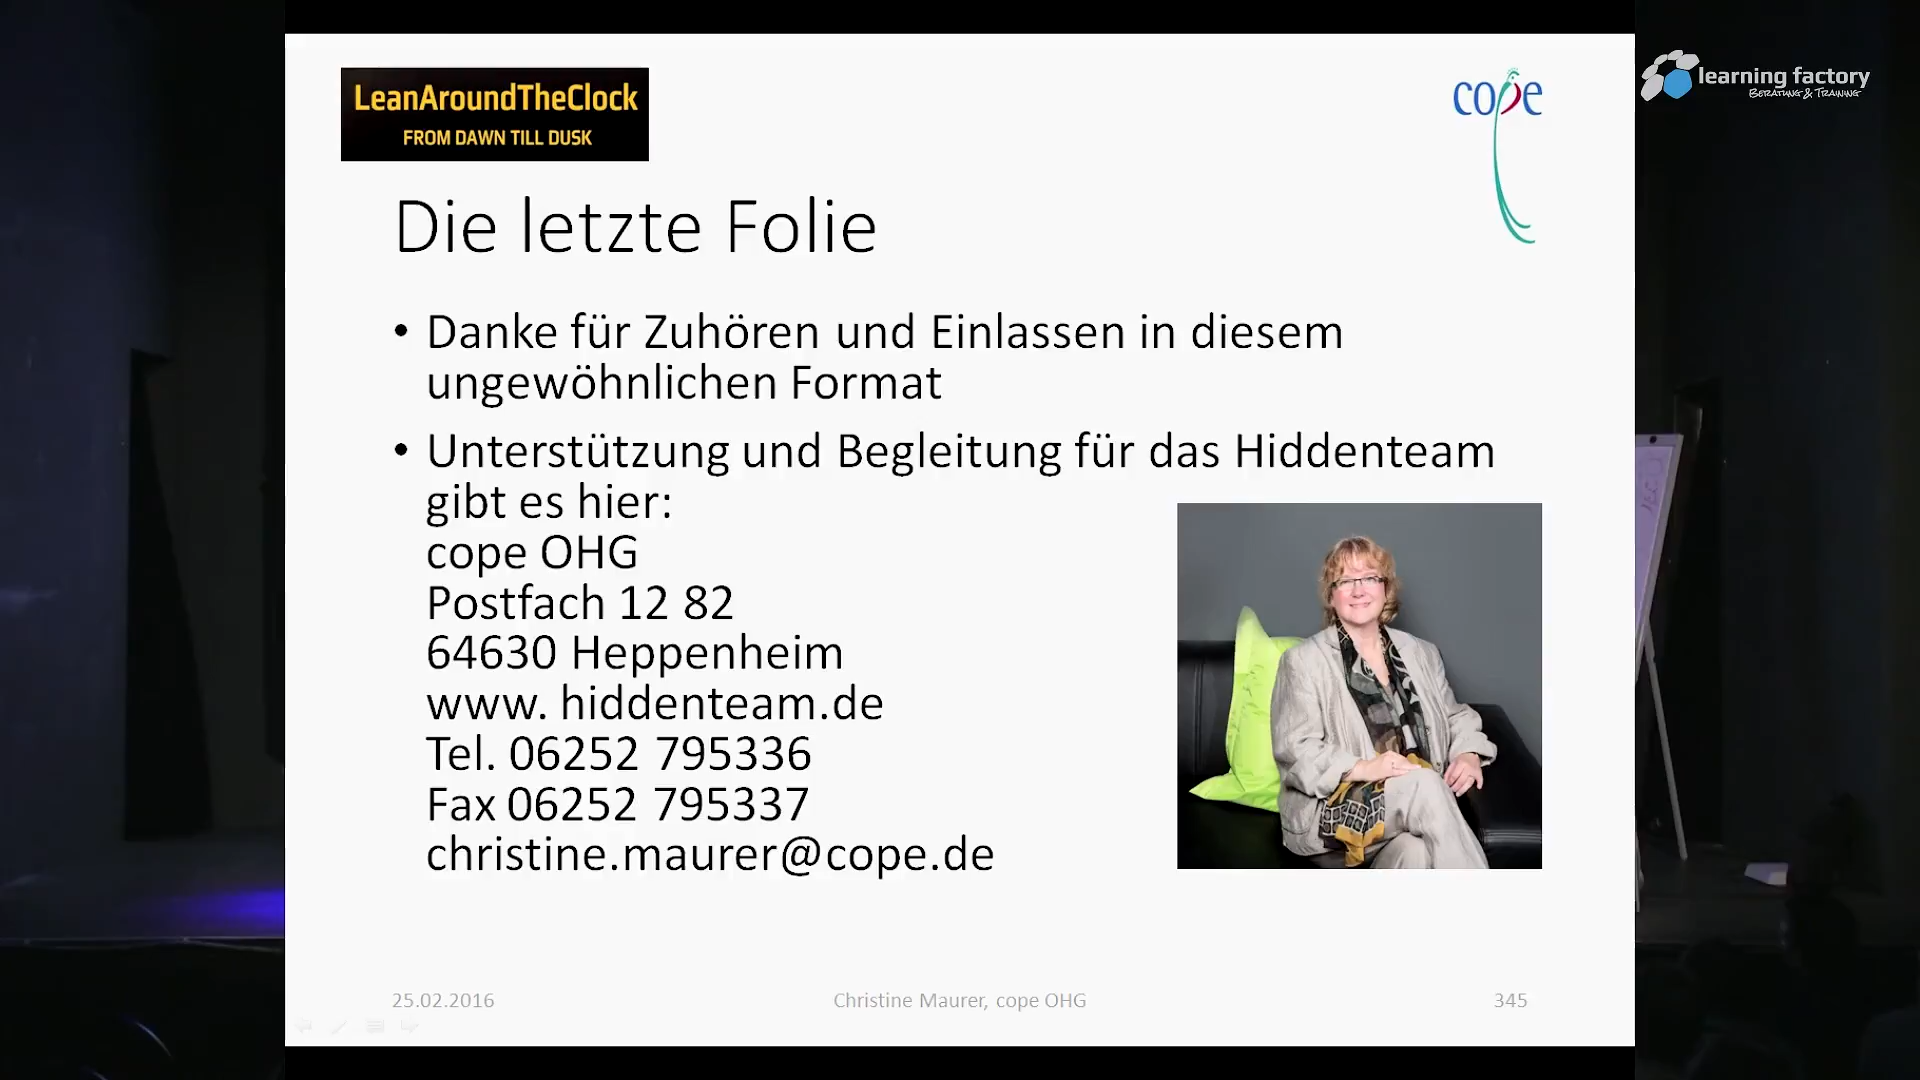 LeanAroundTheClock
FROM DAWN TILL DUSK
cope
learning factory
BERATUNG & TRAINING
Die letzte Folie
• Danke für Zuhören und Einlassen in diesem
ungewöhnlichen Format
• Unterstützung und Begleitung für das Hiddenteam
gibt es hier:
cope OHG
Postfach 12 82
64630 Heppenheim
www. hiddenteam.de
Tel. 06252 795336
Fax 06252 795337
christine.maurer@cope.de
25.02.2016
Christine Maurer, cope OHG
345